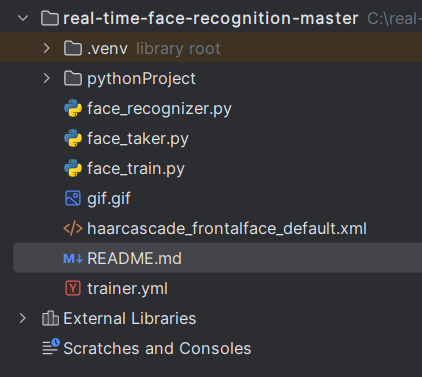 real-time-face-recognition-master C:\real-
.venv library root
pythonProject
face_recognizer.py
face_taker.py
face_train.py
gif.gif
haarcascade_frontalface_default.xml
M↓ README.md
Y trainer.yml
External Libraries
Scratches and Consoles